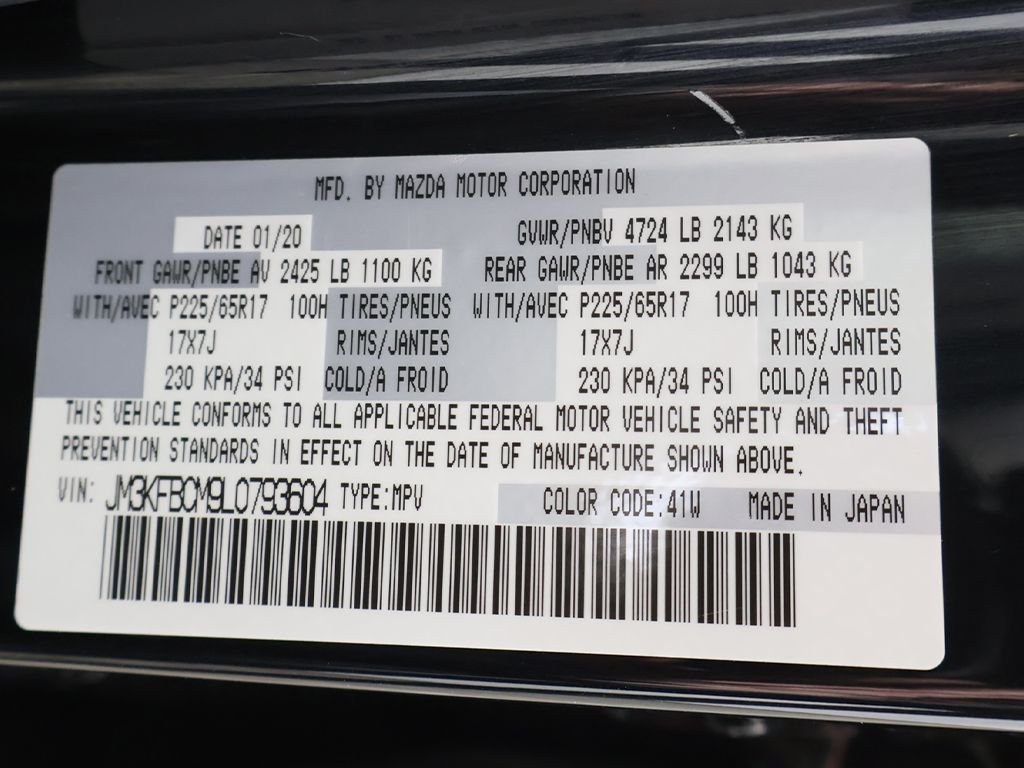 MFD. BY MAZDA MOTOR CORPORATION
DATE 01/20 GVWR/PNBV 4724 LB 2143 KG
FRONT GAWR/PNBE AV 2425 LB 1100 KG REAR GAWR/PNBE AR 2299 LB 1043 KG
WITH/AVEC P225/65R17 100H TIRES/PNEUS WITH/AVEC P225/65R17 100H TIRES/PNEUS
17X7J RIMS/JANTES 17X7J RIMS/JANTES
230 KPA/34 PSI COLD/A FROID 230 KPA/34 PSI COLD/A FROID
THIS VEHICLE CONFORMS TO ALL APPLICABLE FEDERAL MOTOR VEHICLE SAFETY AND THEFT
PREVENTION STANDARDS IN EFFECT ON THE DATE OF MANUFACTURE SHOWN ABOVE.
VIN: JM3KFBCM9L0793604 TYPE:MPV COLOR CODE:41W MADE IN JAPAN